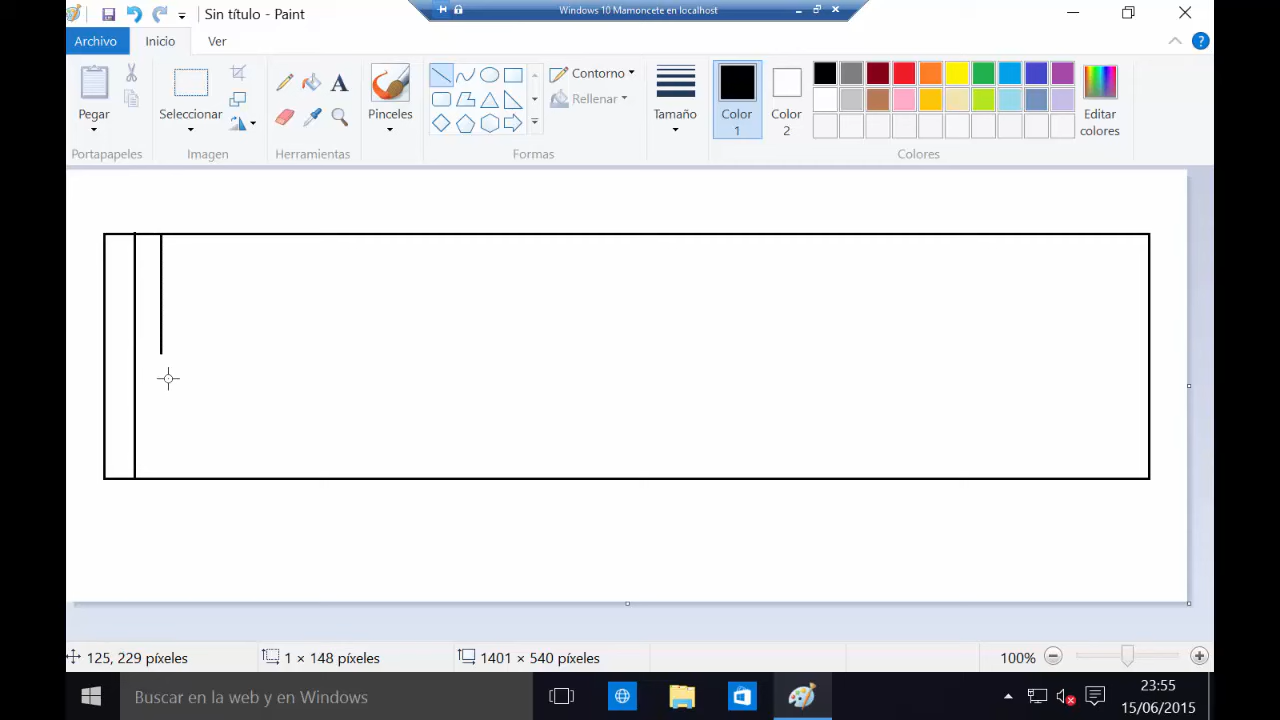 Sin título - Paint
Windows 10 Mamoncete en localhost
Archivo Inicio Ver
Pegar
Seleccionar
Pinceles
Contorno
Rellenar
Tamaño
Color 1
Color 2
Editar colores
Portapapeles Imagen Herramientas Formas Colores
125, 229 píxeles 1 × 148 píxeles 1401 × 540 píxeles 100%
Buscar en la web y en Windows
23:55
15/06/2015